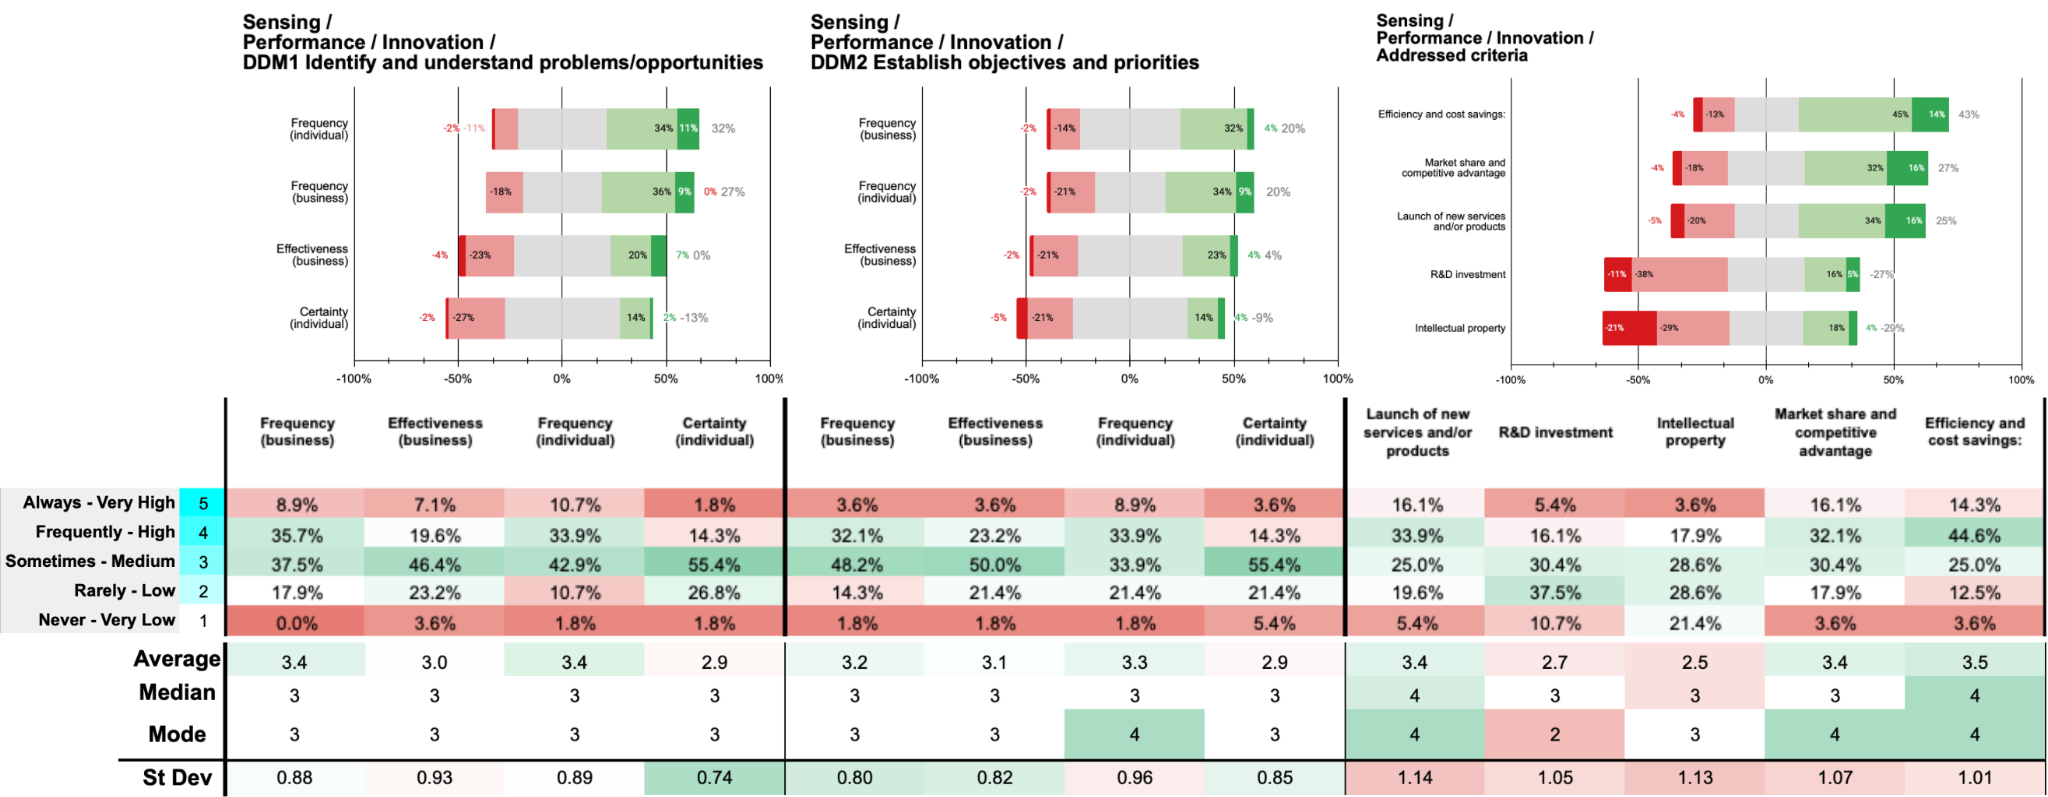 Sensing /
Performance / Innovation /
DDM1 Identify and understand problems/opportunities
Frequency
(individual)
-2% -11% 34% 11% 32%
Frequency
(business)
-18% 36% 9% 0% 27%
Effectiveness
(business)
-4% -23% 20% 7% 0%
Certainty
(individual)
-2% -27% 14% 2% -13%
-100% -50% 0% 50% 100%
Sensing /
Performance / Innovation /
DDM2 Establish objectives and priorities
Frequency
(business)
-2% -14% 32% 4% 20%
Frequency
(individual)
-2% -21% 34% 9% 20%
Effectiveness
(business)
-2% -21% 23% 4% 4%
Certainty
(individual)
-5% -21% 14% 4% -9%
-100% -50% 0% 50% 100%
Sensing /
Performance / Innovation /
Addressed criteria
Efficiency and cost savings:
-4% -13% 45% 14% 43%
Market share and
competitive advantage
-4% -18% 32% 16% 27%
Launch of new services
and/or products
-5% -20% 34% 16% 25%
R&D investment
-11% -38% 16% 5% -27%
Intellectual property
-21% -29% 18% 4% -29%
-100% -50% 0% 50% 100%
Frequency
(business)
Effectiveness
(business)
Frequency
(individual)
Certainty
(individual)
Frequency
(business)
Effectiveness
(business)
Frequency
(individual)
Certainty
(individual)
Launch of new
services and/or
products
R&D investment
Intellectual
property
Market share and
competitive
advantage
Efficiency and
cost savings:
Always - Very High 5 8.9% 7.1% 10.7% 1.8% 3.6% 3.6% 8.9% 3.6% 16.1% 5.4% 3.6% 16.1% 14.3%
Frequently - High 4 35.7% 19.6% 33.9% 14.3% 32.1% 23.2% 33.9% 14.3% 33.9% 16.1% 17.9% 32.1% 44.6%
Sometimes - Medium 3 37.5% 46.4% 42.9% 55.4% 48.2% 50.0% 33.9% 55.4% 25.0% 30.4% 28.6% 30.4% 25.0%
Rarely - Low 2 17.9% 23.2% 10.7% 26.8% 14.3% 21.4% 21.4% 21.4% 19.6% 37.5% 28.6% 17.9% 12.5%
Never - Very Low 1 0.0% 3.6% 1.8% 1.8% 1.8% 1.8% 1.8% 5.4% 5.4% 10.7% 21.4% 3.6% 3.6%
Average 3.4 3.0 3.4 2.9 3.2 3.1 3.3 2.9 3.4 2.7 2.5 3.4 3.5
Median 3 3 3 3 3 3 3 3 4 3 3 3 4
Mode 3 3 3 3 3 3 4 3 4 2 3 4 4
St Dev 0.88 0.93 0.89 0.74 0.80 0.82 0.96 0.85 1.14 1.05 1.13 1.07 1.01